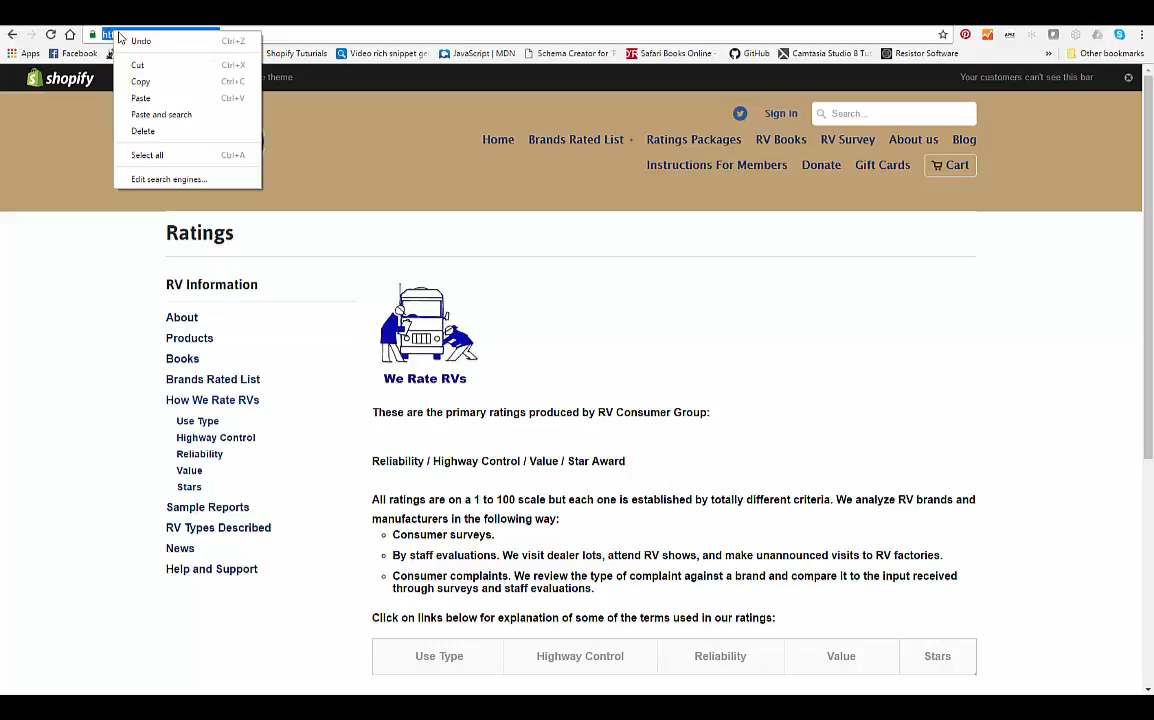 ht
Undo Ctrl+Z
Cut Ctrl+X
Copy Ctrl+C
Paste Ctrl+V
Paste and search
Delete
Select all Ctrl+A
Edit search engines...
Apps Facebook Shopify Tutorials Video rich snippet ge JavaScript | MDN Schema Creator for Safari Books Online - GitHub Camtasia Studio 8 Tut Resistor Software » Other bookmarks
shopify theme Your customers can't see this bar
Sign in Search...
Home Brands Rated List Ratings Packages RV Books RV Survey About us Blog
Instructions For Members Donate Gift Cards Cart
Ratings
RV Information
About
Products
Books
Brands Rated List
How We Rate RVs
Use Type
Highway Control
Reliability
Value
Stars
Sample Reports
RV Types Described
News
Help and Support
We Rate RVs
These are the primary ratings produced by RV Consumer Group:
Reliability / Highway Control / Value / Star Award
All ratings are on a 1 to 100 scale but each one is established by totally different criteria. We analyze RV brands and
manufacturers in the following way:
Consumer surveys.
By staff evaluations. We visit dealer lots, attend RV shows, and make unannounced visits to RV factories.
Consumer complaints. We review the type of complaint against a brand and compare it to the input received
through surveys and staff evaluations.
Click on links below for explanation of some of the terms used in our ratings:
Use Type Highway Control Reliability Value Stars